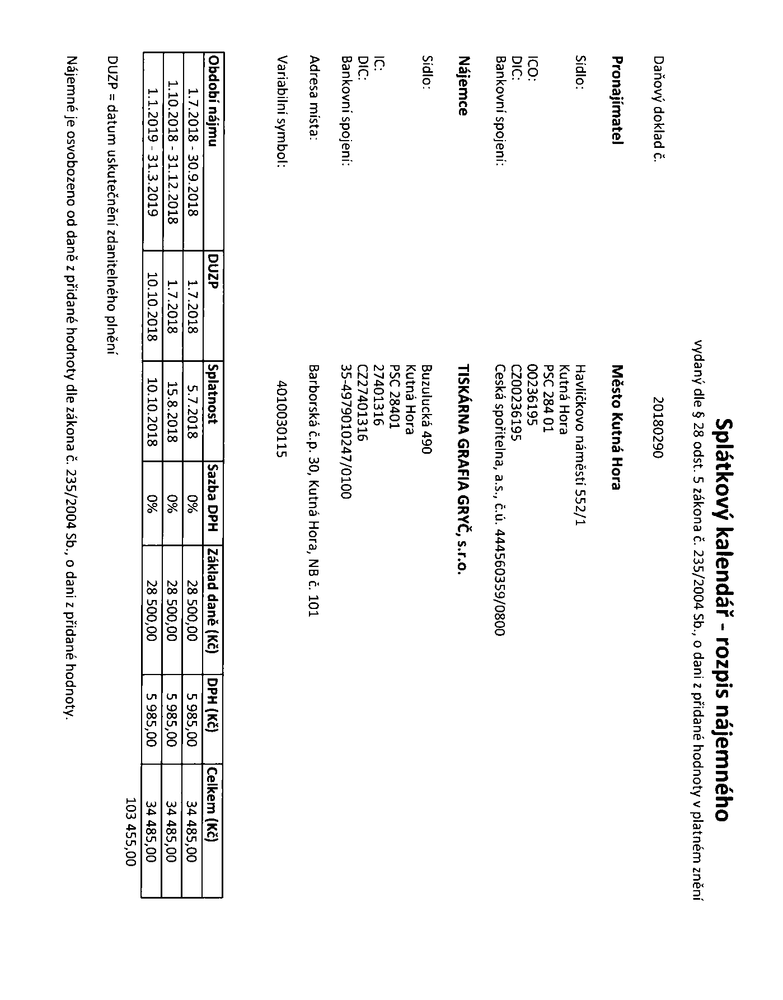 Splátkový kalendář - rozpis nájemného
vydaný dle § 28 odst. 5 zákona č. 235/2004 Sb., o dani z přidané hodnoty v platném znění
Daňový doklad č. 20180290
Pronajímatel Město Kutná Hora
Sídlo: Havlíčkovo náměstí 552/1
Kutná Hora
PSC 284 01
ICO: 00236195
DIC: CZ00236195
Bankovní spojení: Ceská spořitelna, a.s., č.ú. 444560359/0800
Nájemce TISKÁRNA GRAFIA GRYČ, s.r.o.
Sídlo: Buzulucká 490
Kutná Hora
PSC 28401
IC: 27401316
DIC: CZ27401316
Bankovní spojení: 35-4979010247/0100
Adresa místa: Barborská č.p. 30, Kutná Hora, NB č. 101
Variabilní symbol: 4010030115
Období nájmu DUZP Splatnost Sazba DPH Základ daně (Kč) DPH (Kč) Celkem (Kč)
1.7.2018 - 30.9.2018 1.7.2018 5.7.2018 0% 28 500,00 5 985,00 34 485,00
1.10.2018 - 31.12.2018 1.7.2018 15.8.2018 0% 28 500,00 5 985,00 34 485,00
1.1.2019 - 31.3.2019 10.10.2018 10.10.2018 0% 28 500,00 5 985,00 34 485,00
103 455,00
DUZP = datum uskutečnění zdanitelného plnění
Nájemné je osvobozeno od daně z přidané hodnoty dle zákona č. 235/2004 Sb., o dani z přidané hodnoty.